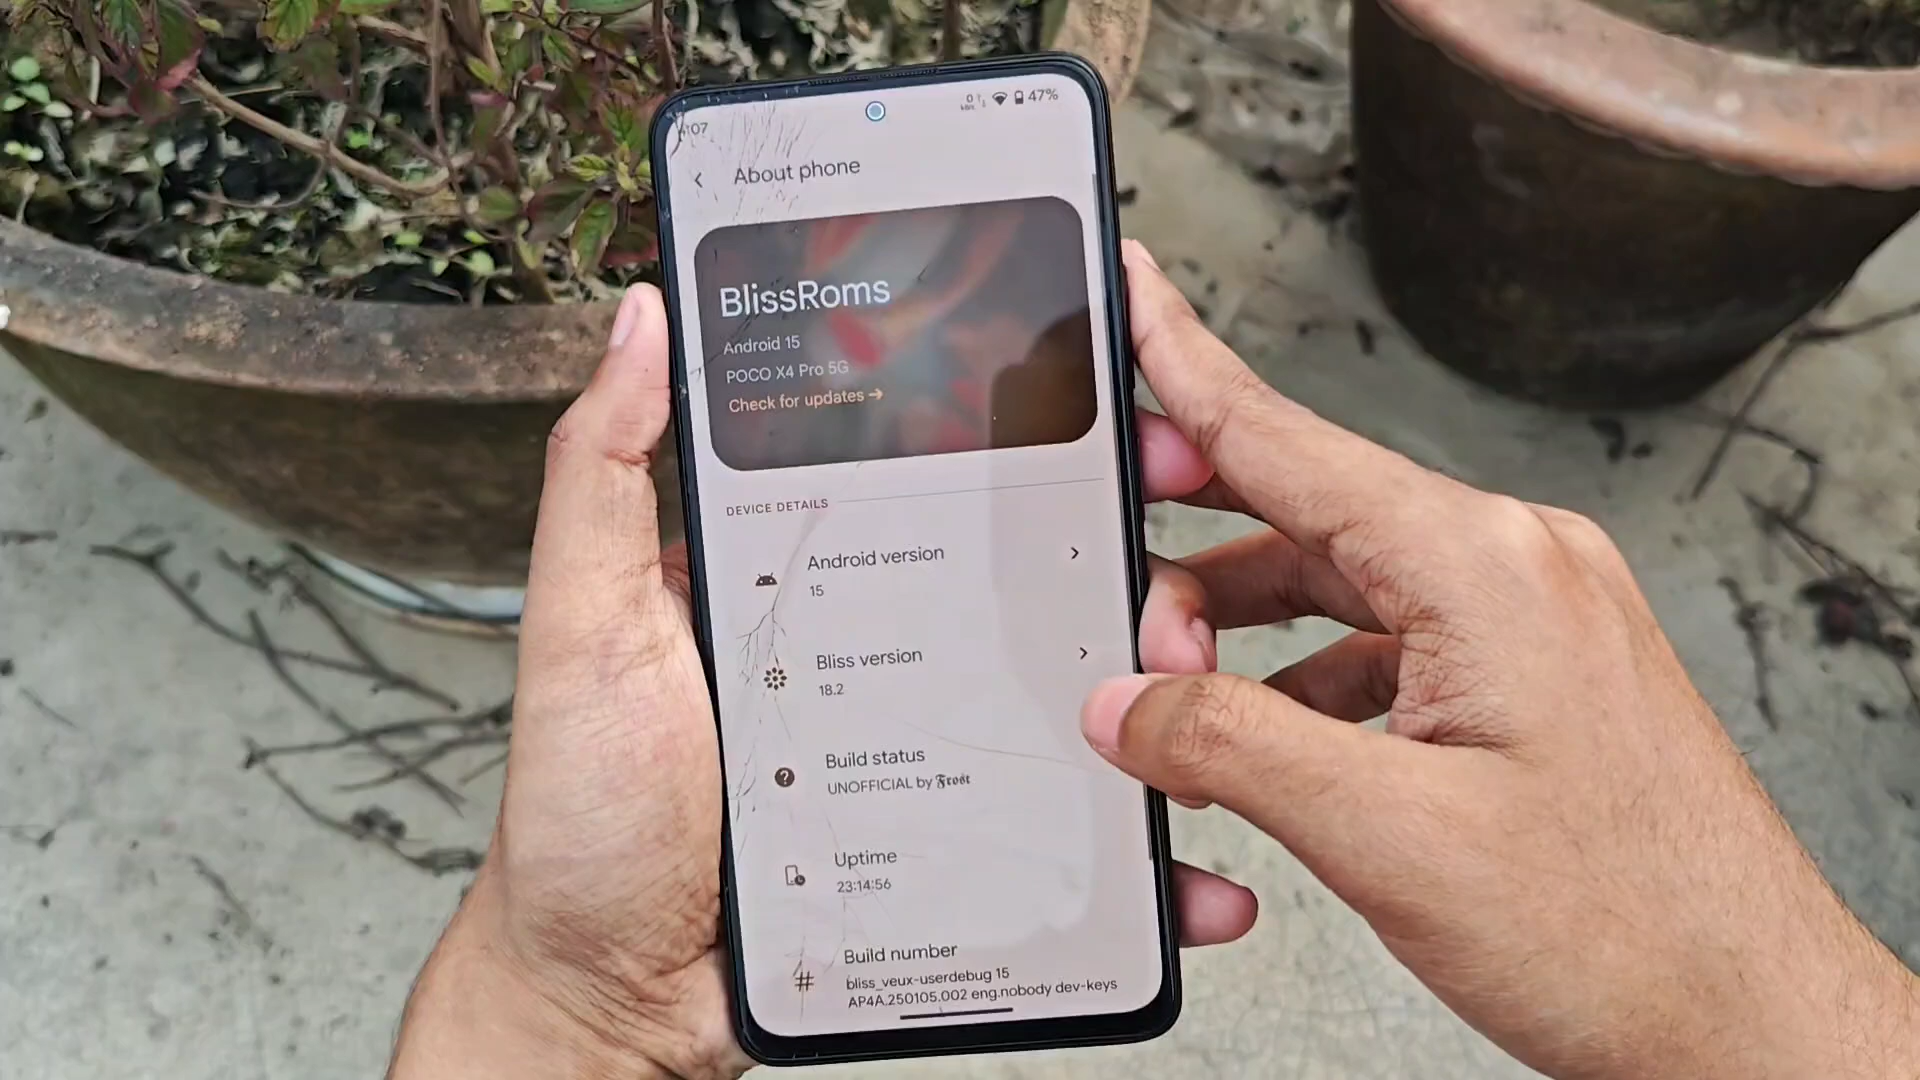 47%
About phone
BlissRoms
Android 15
POCO X4 Pro 5G
Check for updates →
DEVICE DETAILS
Android version
15
Bliss version
18.2
Build status
UNOFFICIAL by 𝕱𝖗𝖔𝖘𝖙
Uptime
23:14:56
Build number
bliss_veux-userdebug 15
AP4A.250105.002 eng.nobody dev-keys